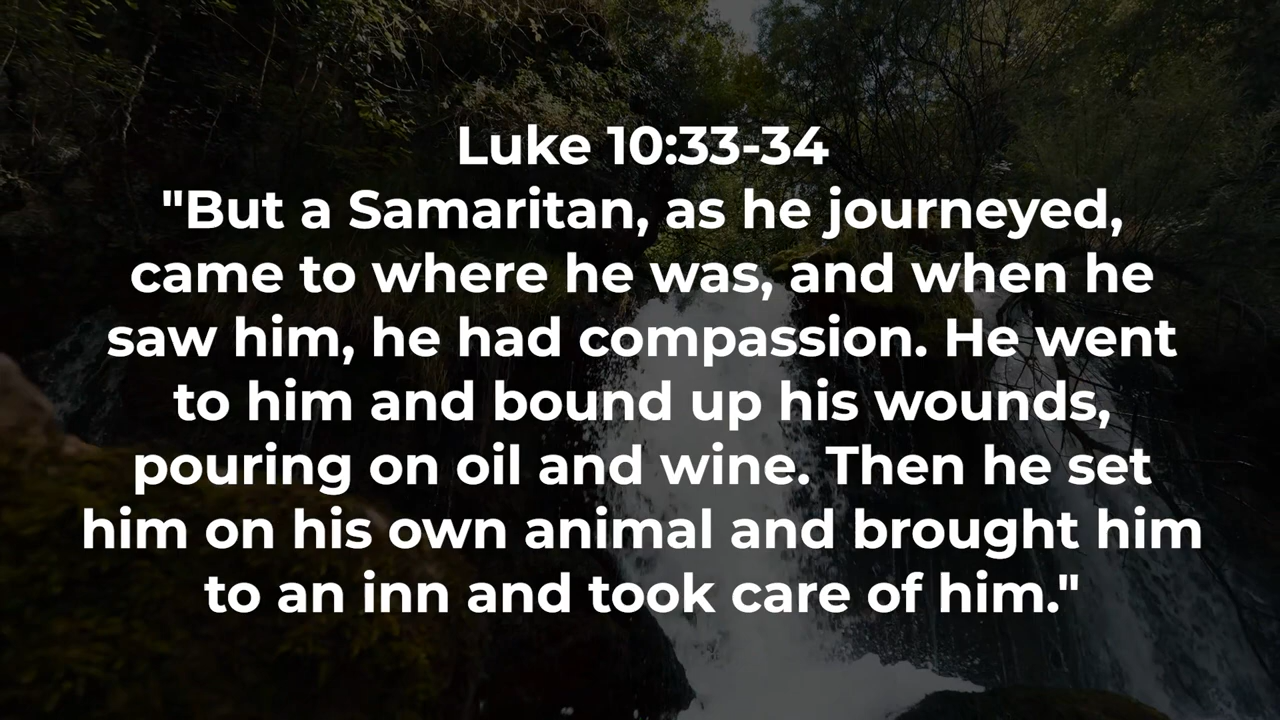 Luke 10:33-34
"But a Samaritan, as he journeyed,
came to where he was, and when he
saw him, he had compassion. He went
to him and bound up his wounds,
pouring on oil and wine. Then he set
him on his own animal and brought him
to an inn and took care of him."